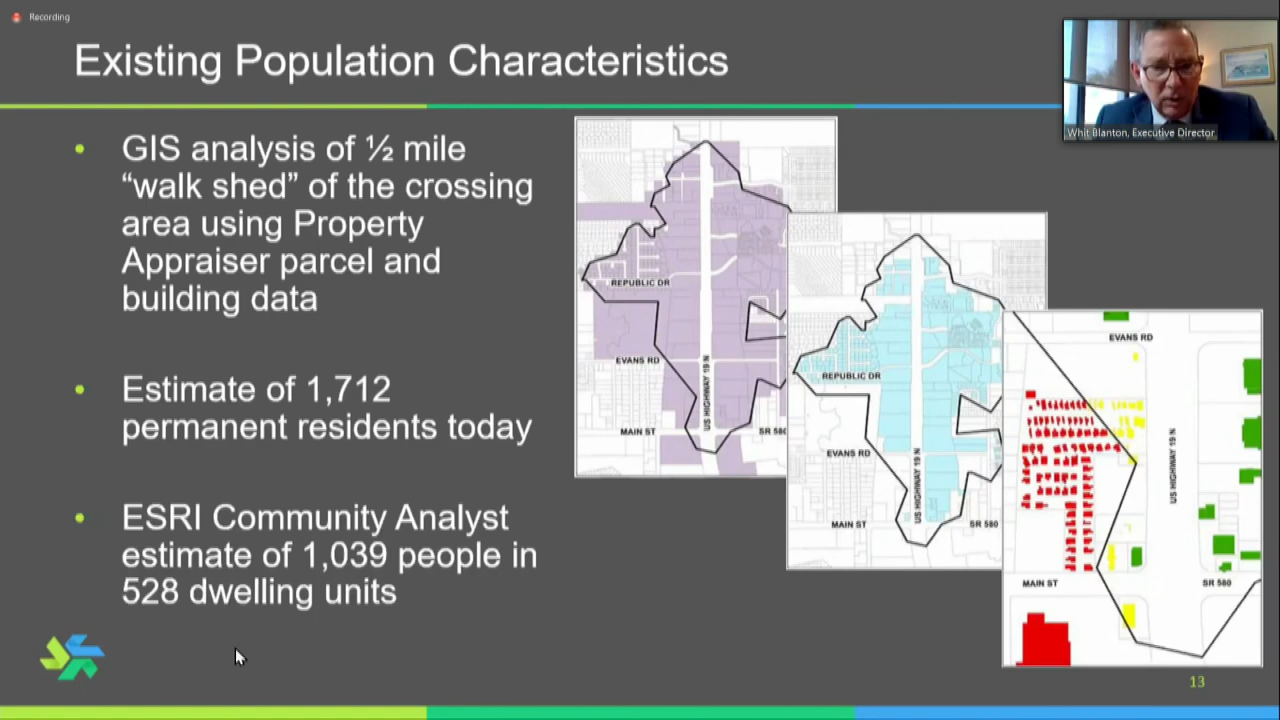 Recording
Existing Population Characteristics
Whit Blanton, Executive Director
• GIS analysis of ½ mile
“walk shed” of the crossing
area using Property
Appraiser parcel and
building data
• Estimate of 1,712
permanent residents today
• ESRI Community Analyst
estimate of 1,039 people in
528 dwelling units
REPUBLIC DR
EVANS RD
US HIGHWAY 19 N
MAIN ST
SR 580
REPUBLIC DR
EVANS RD
US HIGHWAY 19 N
MAIN ST
SR 580
EVANS RD
US HIGHWAY 19 N
MAIN ST
SR 580
13